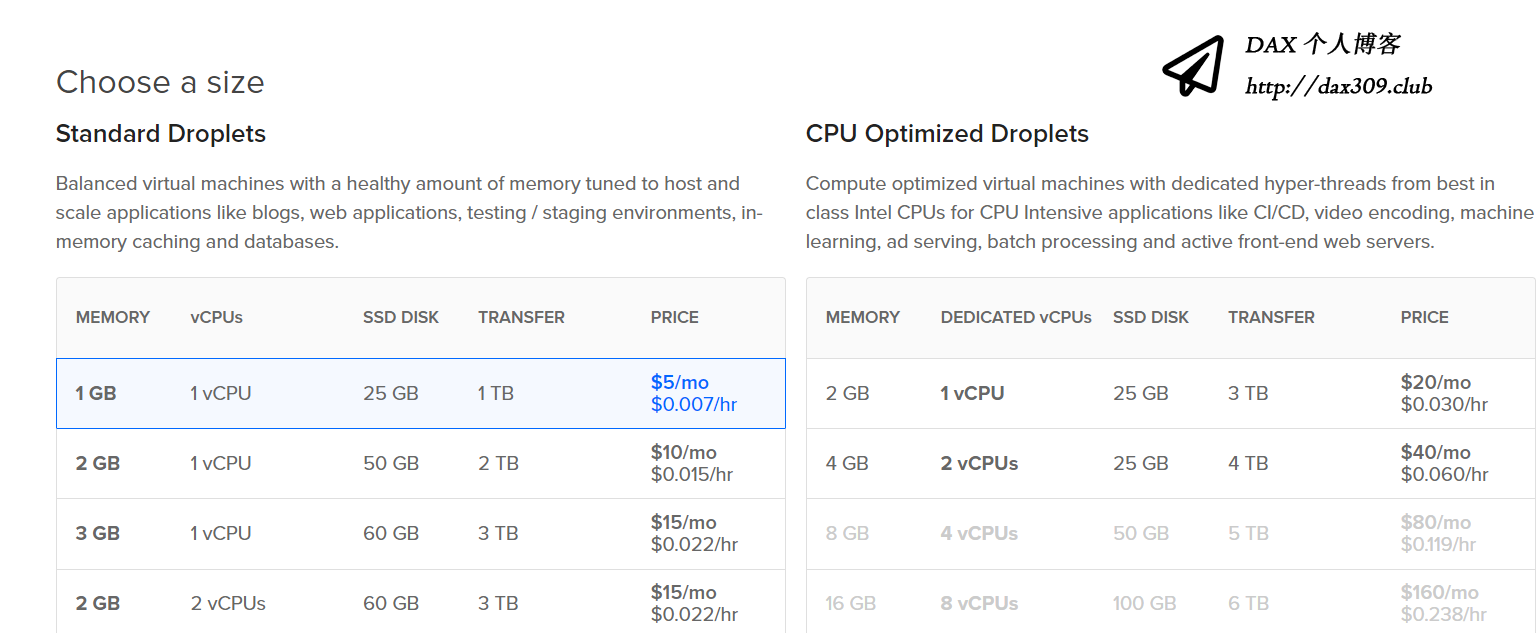 DAX 个人博客
http://dax309.club
Choose a size
Standard Droplets
Balanced virtual machines with a healthy amount of memory tuned to host and
scale applications like blogs, web applications, testing / staging environments, in-
memory caching and databases.
MEMORY vCPUs SSD DISK TRANSFER PRICE
1 GB 1 vCPU 25 GB 1 TB $5/mo
$0.007/hr
2 GB 1 vCPU 50 GB 2 TB $10/mo
$0.015/hr
3 GB 1 vCPU 60 GB 3 TB $15/mo
$0.022/hr
2 GB 2 vCPUs 60 GB 3 TB $15/mo
$0.022/hr
CPU Optimized Droplets
Compute optimized virtual machines with dedicated hyper-threads from best in
class Intel CPUs for CPU Intensive applications like CI/CD, video encoding, machine
learning, ad serving, batch processing and active front-end web servers.
MEMORY DEDICATED vCPUs SSD DISK TRANSFER PRICE
2 GB 1 vCPU 25 GB 3 TB $20/mo
$0.030/hr
4 GB 2 vCPUs 25 GB 4 TB $40/mo
$0.060/hr
8 GB 4 vCPUs 50 GB 5 TB $80/mo
$0.119/hr
16 GB 8 vCPUs 100 GB 6 TB $160/mo
$0.238/hr